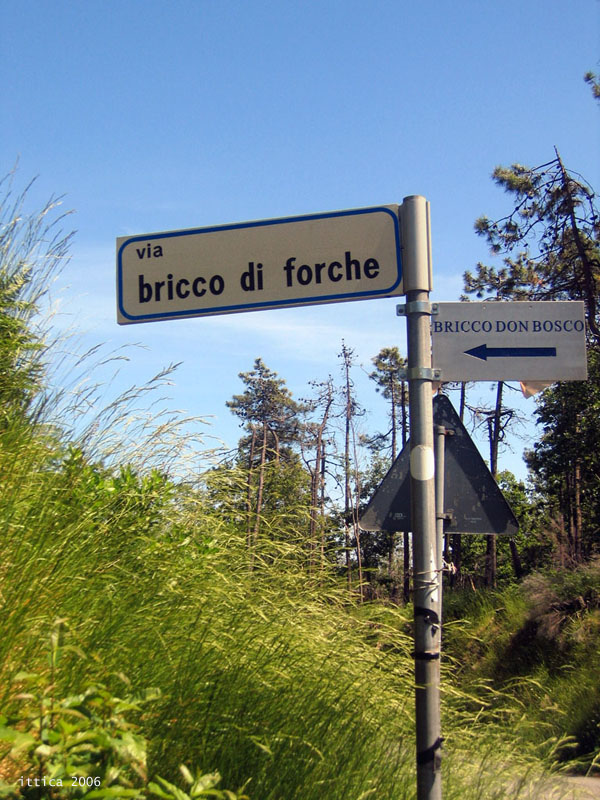 via
bricco di forche
BRICCO DON BOSCO
ittica 2006